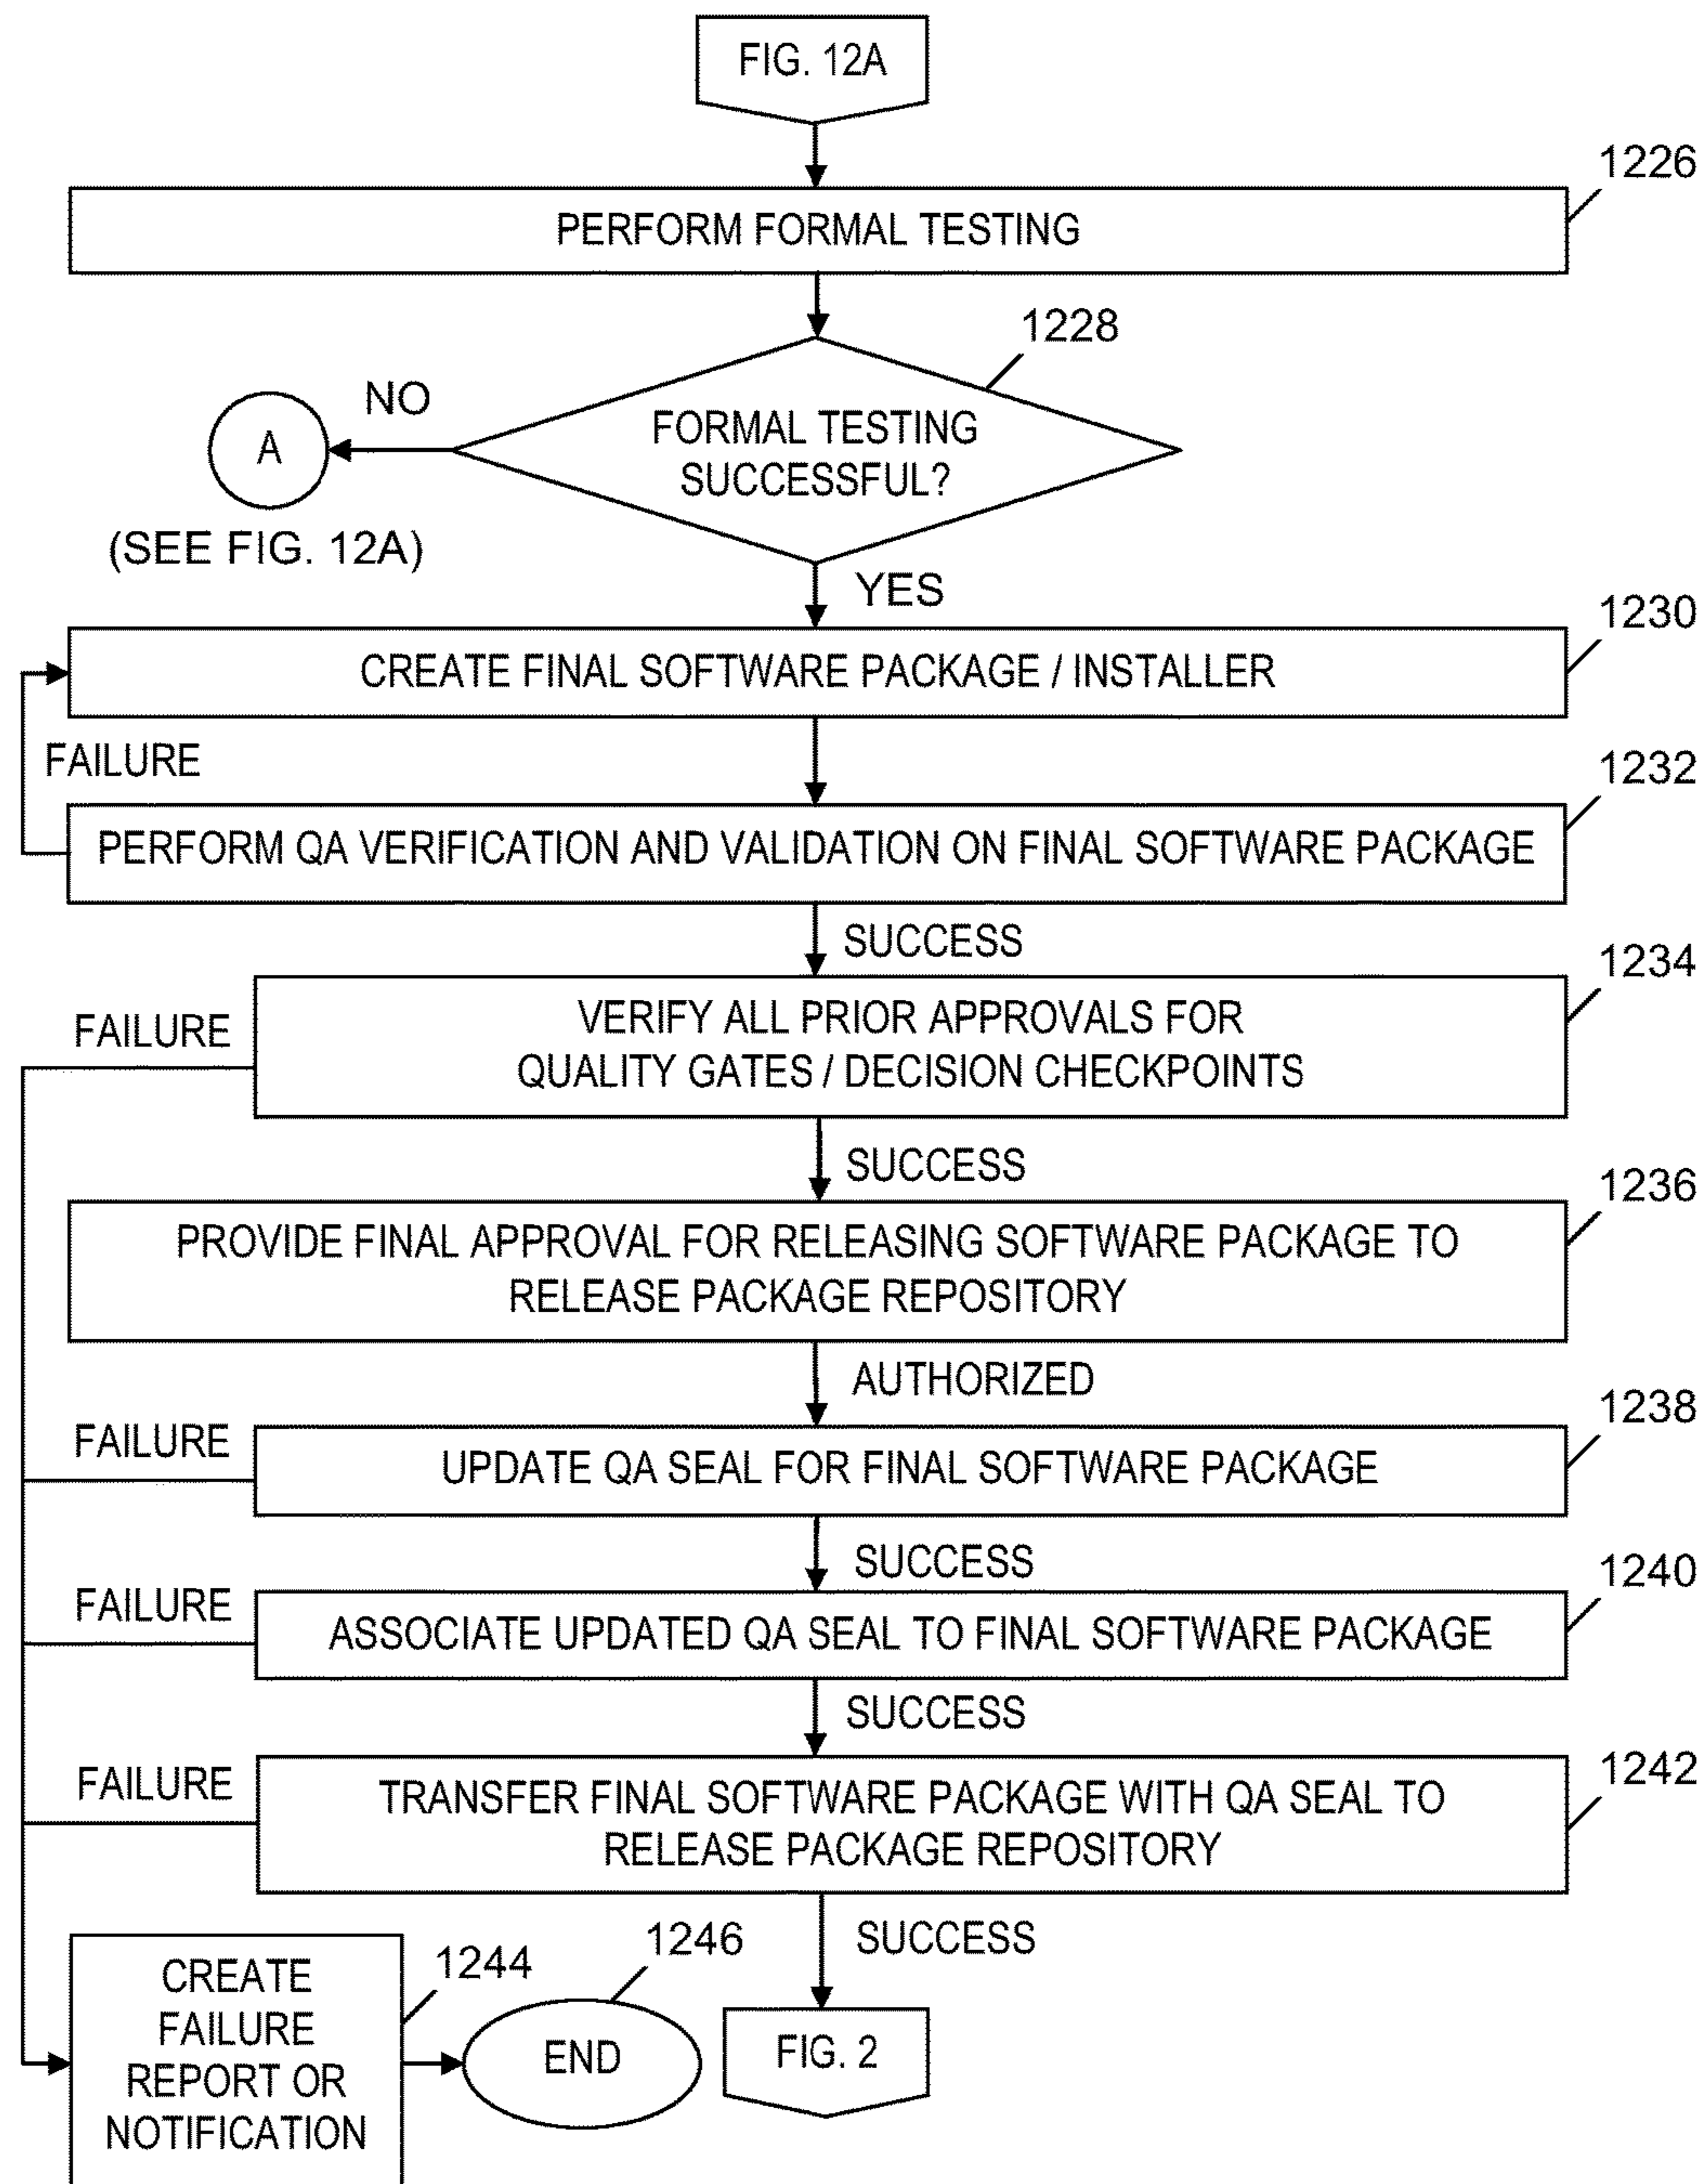 FIG. 12A
1226
PERFORM FORMAL TESTING
1228
NO
A
FORMAL TESTING
SUCCESSFUL?
(SEE FIG. 12A)
YES
1230
CREATE FINAL SOFTWARE PACKAGE / INSTALLER
FAILURE
1232
PERFORM QA VERIFICATION AND VALIDATION ON FINAL SOFTWARE PACKAGE
SUCCESS
1234
FAILURE
VERIFY ALL PRIOR APPROVALS FOR
QUALITY GATES / DECISION CHECKPOINTS
SUCCESS
1236
PROVIDE FINAL APPROVAL FOR RELEASING SOFTWARE PACKAGE TO
RELEASE PACKAGE REPOSITORY
AUTHORIZED
1238
FAILURE
UPDATE QA SEAL FOR FINAL SOFTWARE PACKAGE
SUCCESS
1240
FAILURE
ASSOCIATE UPDATED QA SEAL TO FINAL SOFTWARE PACKAGE
SUCCESS
1242
FAILURE
TRANSFER FINAL SOFTWARE PACKAGE WITH QA SEAL TO
RELEASE PACKAGE REPOSITORY
SUCCESS
1244
1246
CREATE
FAILURE
REPORT OR
NOTIFICATION
END
FIG. 2